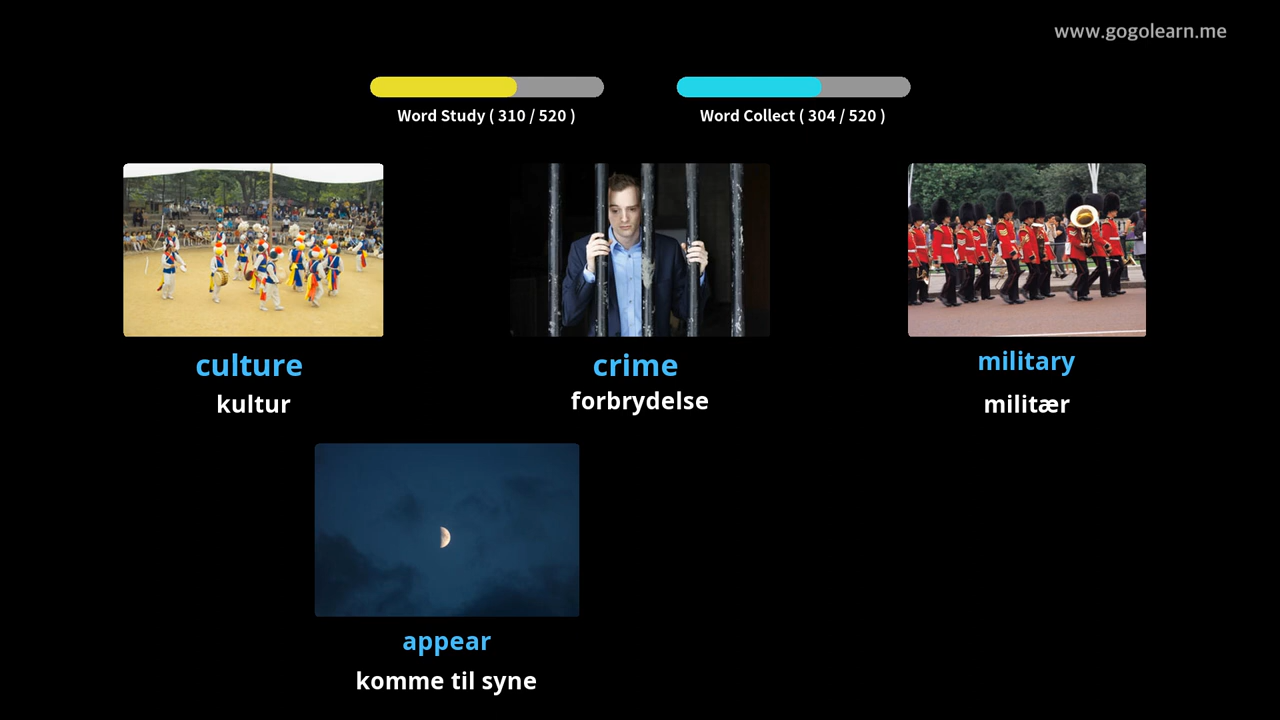 www.gogolearn.me
Word Study ( 310 / 520 )
Word Collect ( 304 / 520 )
culture
kultur
crime
forbrydelse
military
militær
appear
komme til syne